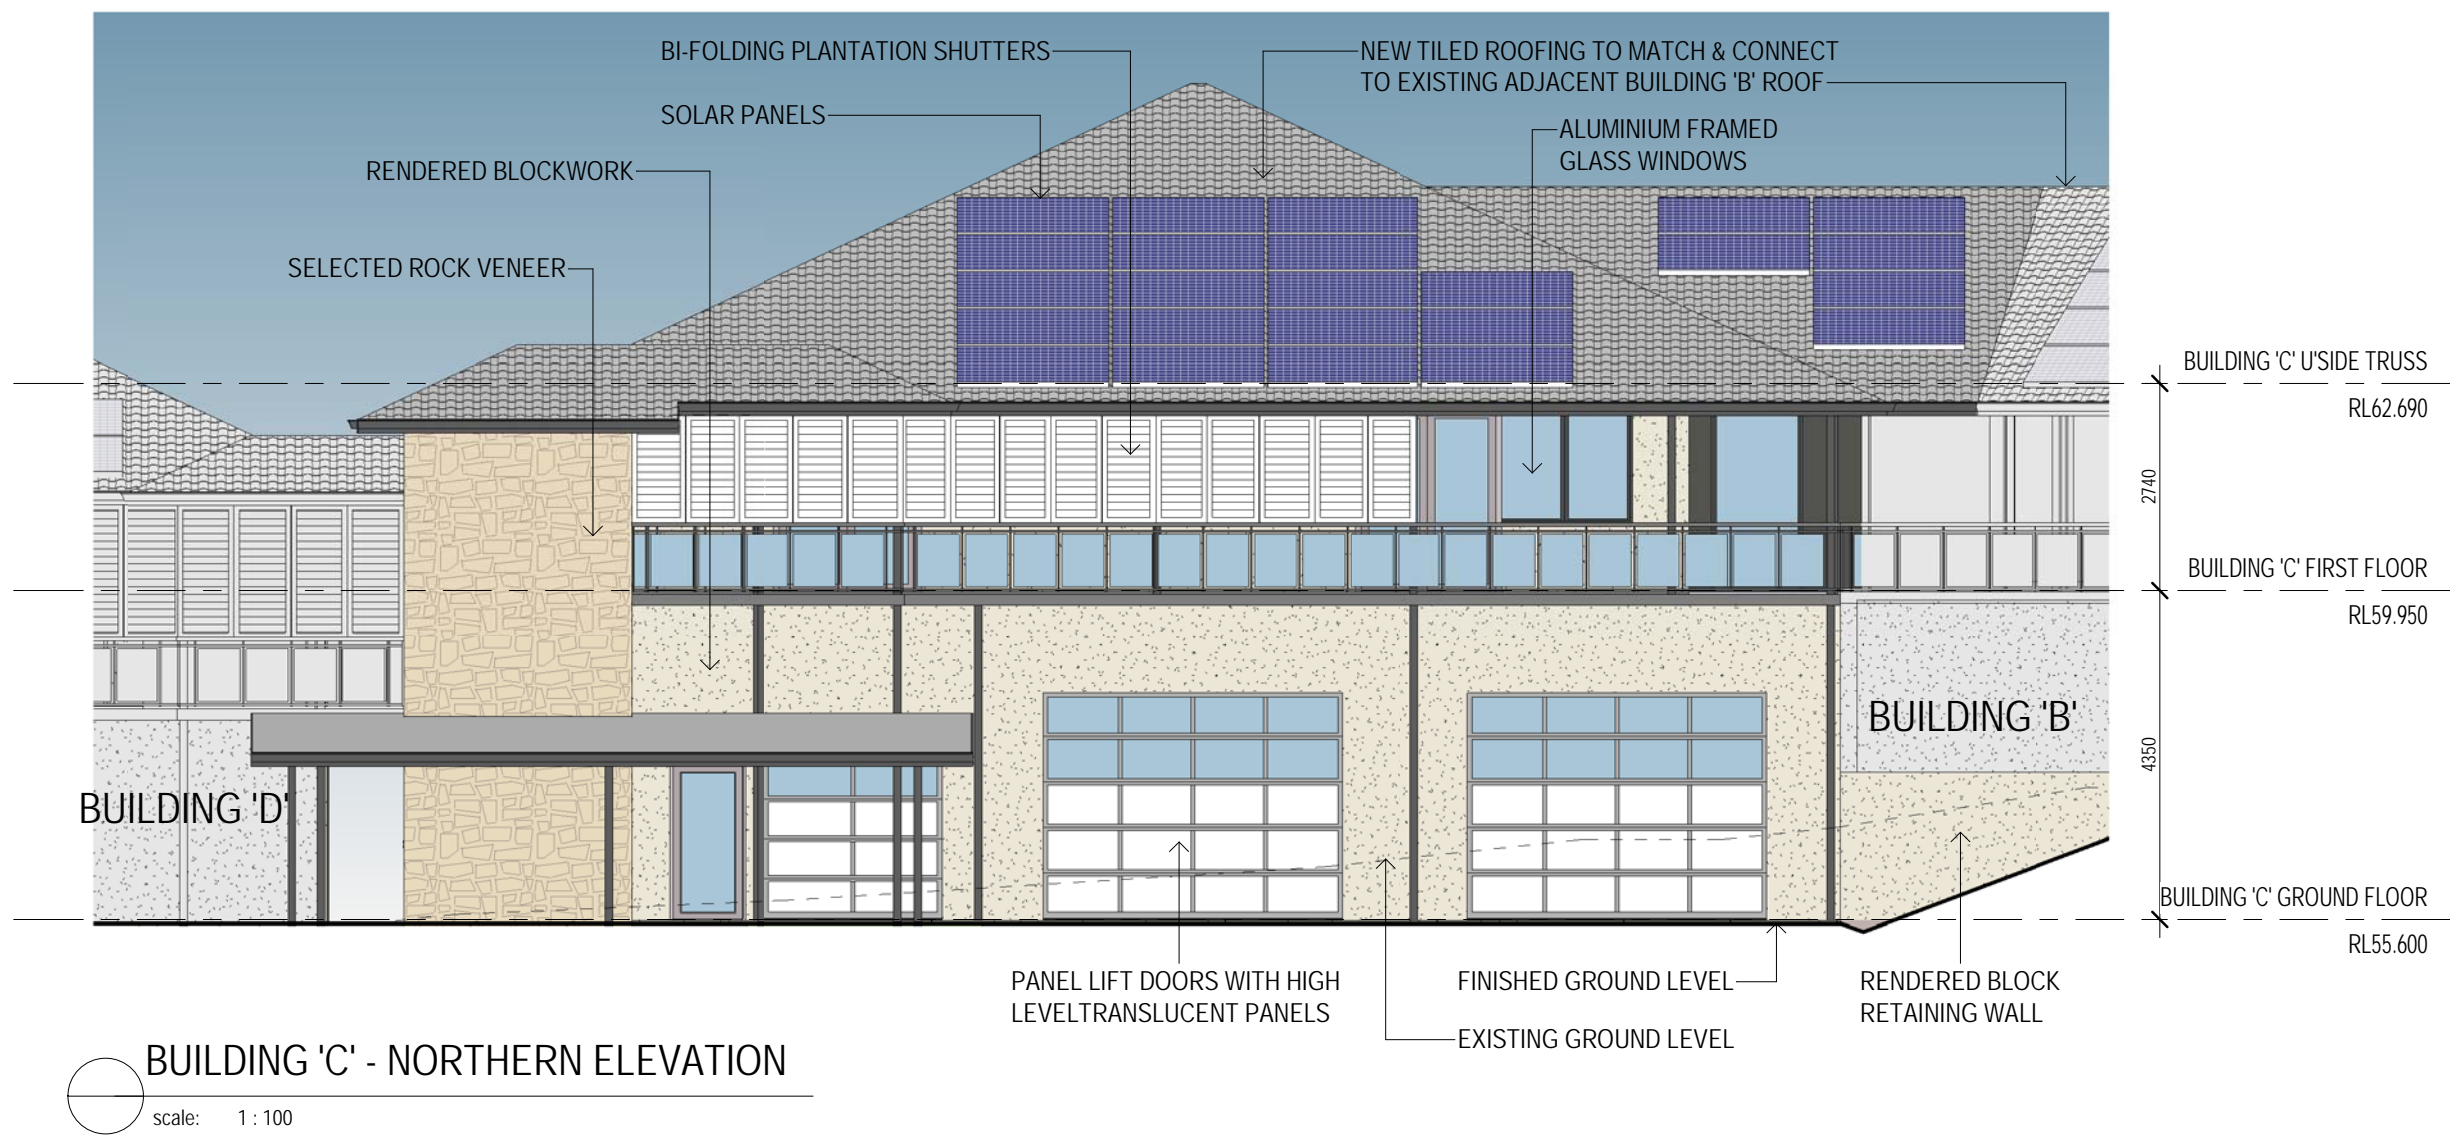 BI-FOLDING PLANTATION SHUTTERS
NEW TILED ROOFING TO MATCH & CONNECT
TO EXISTING ADJACENT BUILDING 'B' ROOF
SOLAR PANELS
ALUMINIUM FRAMED
GLASS WINDOWS
RENDERED BLOCKWORK
SELECTED ROCK VENEER
BUILDING 'C' U'SIDE TRUSS
RL62.690
2740
BUILDING 'C' FIRST FLOOR
RL59.950
BUILDING 'B'
4350
BUILDING 'D'
BUILDING 'C' GROUND FLOOR
RL55.600
PANEL LIFT DOORS WITH HIGH
LEVELTRANSLUCENT PANELS
FINISHED GROUND LEVEL
RENDERED BLOCK
RETAINING WALL
EXISTING GROUND LEVEL
BUILDING 'C' - NORTHERN ELEVATION
scale: 1 : 100